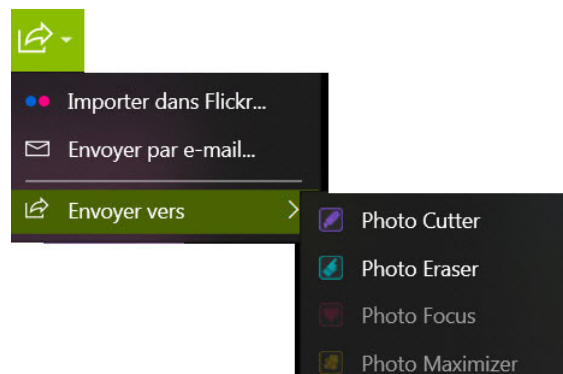 Importer dans Flickr...
Envoyer par e-mail...
Envoyer vers
Photo Cutter
Photo Eraser
Photo Focus
Photo Maximizer